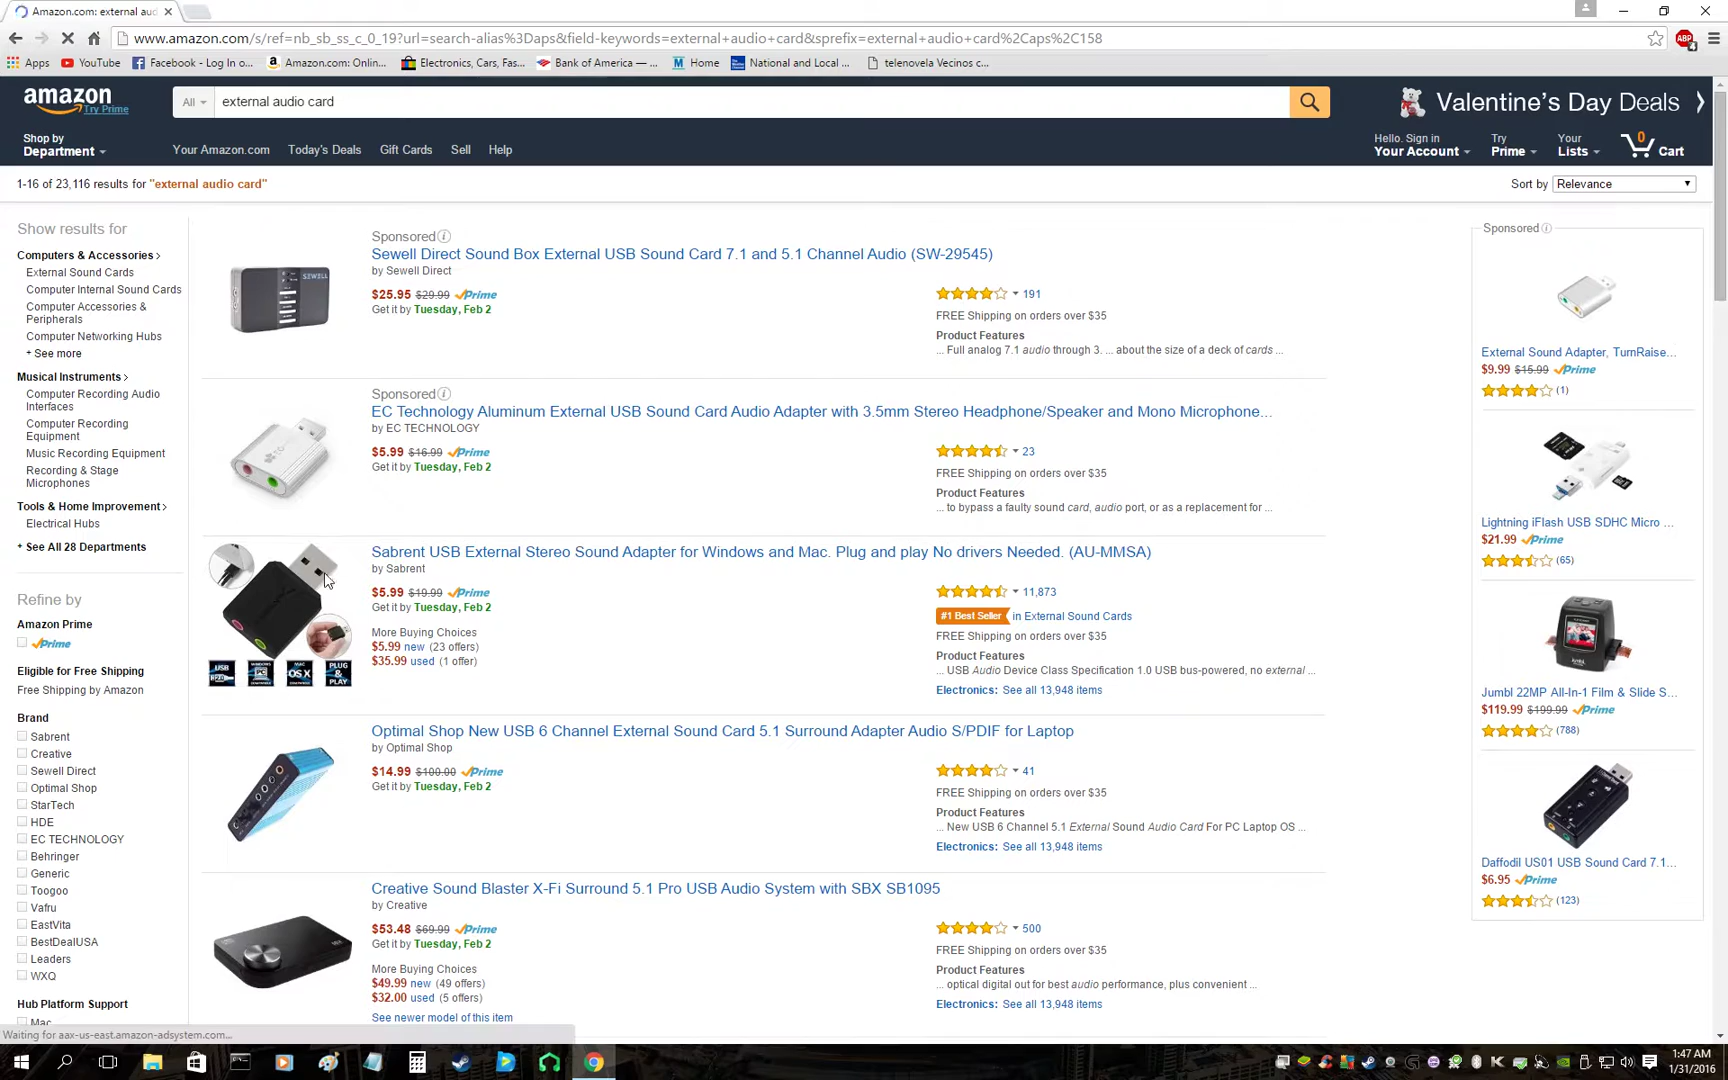 Amazon.com: external aud
www.amazon.com/s/ref=nb_sb_ss_c_0_19?url=search-alias%3Daps&field-keywords=external+audio+card&sprefix=external+audio+card%2Caps%2C158
Apps YouTube Facebook - Log In o... Amazon.com: Onlin... Electronics, Cars, Fas... Bank of America — ... Home National and Local ... telenovela Vecinos c...
amazon
Try Prime
All
external audio card
Valentine's Day Deals
Shop by
Department
Your Amazon.com Today's Deals Gift Cards Sell Help
Hello. Sign in
Your Account
Try
Prime
Your
Lists
0
Cart
1-16 of 23,116 results for "external audio card"
Sort by Relevance
Show results for
Computers & Accessories
External Sound Cards
Computer Internal Sound Cards
Computer Accessories &
Peripherals
Computer Networking Hubs
+ See more
Musical Instruments
Computer Recording Audio
Interfaces
Computer Recording
Equipment
Music Recording Equipment
Recording & Stage
Microphones
Tools & Home Improvement
Electrical Hubs
+ See All 28 Departments
Refine by
Amazon Prime
Prime
Eligible for Free Shipping
Free Shipping by Amazon
Brand
Sabrent
Creative
Sewell Direct
Optimal Shop
StarTech
HDE
EC TECHNOLOGY
Behringer
Generic
Toogoo
Vafru
EastVita
BestDealUSA
Leaders
WXQ
Hub Platform Support
Mac
Sponsored
Sewell Direct Sound Box External USB Sound Card 7.1 and 5.1 Channel Audio (SW-29545)
by Sewell Direct
SEWELL
$25.95 $29.99 Prime
Get it by Tuesday, Feb 2
191
FREE Shipping on orders over $35
Product Features
... Full analog 7.1 audio through 3. ... about the size of a deck of cards ...
Sponsored
EC Technology Aluminum External USB Sound Card Audio Adapter with 3.5mm Stereo Headphone/Speaker and Mono Microphone...
by EC TECHNOLOGY
$5.99 $16.99 Prime
Get it by Tuesday, Feb 2
23
FREE Shipping on orders over $35
Product Features
... to bypass a faulty sound card, audio port, or as a replacement for ...
Sabrent USB External Stereo Sound Adapter for Windows and Mac. Plug and play No drivers Needed. (AU-MMSA)
by Sabrent
$5.99 $19.99 Prime
Get it by Tuesday, Feb 2
More Buying Choices
$5.99 new (23 offers)
$35.99 used (1 offer)
11,873
#1 Best Seller in External Sound Cards
FREE Shipping on orders over $35
Product Features
... USB Audio Device Class Specification 1.0 USB bus-powered, no external ...
Electronics: See all 13,948 items
PLUG & PLAY
Optimal Shop New USB 6 Channel External Sound Card 5.1 Surround Adapter Audio S/PDIF for Laptop
by Optimal Shop
$14.99 $100.00 Prime
Get it by Tuesday, Feb 2
41
FREE Shipping on orders over $35
Product Features
... New USB 6 Channel 5.1 External Sound Audio Card For PC Laptop OS ...
Electronics: See all 13,948 items
Creative Sound Blaster X-Fi Surround 5.1 Pro USB Audio System with SBX SB1095
by Creative
$53.48 $69.99 Prime
Get it by Tuesday, Feb 2
More Buying Choices
$49.99 new (49 offers)
$32.00 used (5 offers)
See newer model of this item
500
FREE Shipping on orders over $35
Product Features
... optical digital out for best audio performance, plus convenient ...
Electronics: See all 13,948 items
Sponsored
External Sound Adapter, TurnRaise...
$9.99 $15.99 Prime
(1)
Lightning iFlash USB SDHC Micro ...
$21.99 Prime
(65)
Jumbl 22MP All-In-1 Film & Slide S...
$119.99 $199.99 Prime
(788)
Daffodil US01 USB Sound Card 7.1...
$6.95 Prime
(123)
Waiting for aax-us-east.amazon-adsystem.com...
1:47 AM
1/31/2016